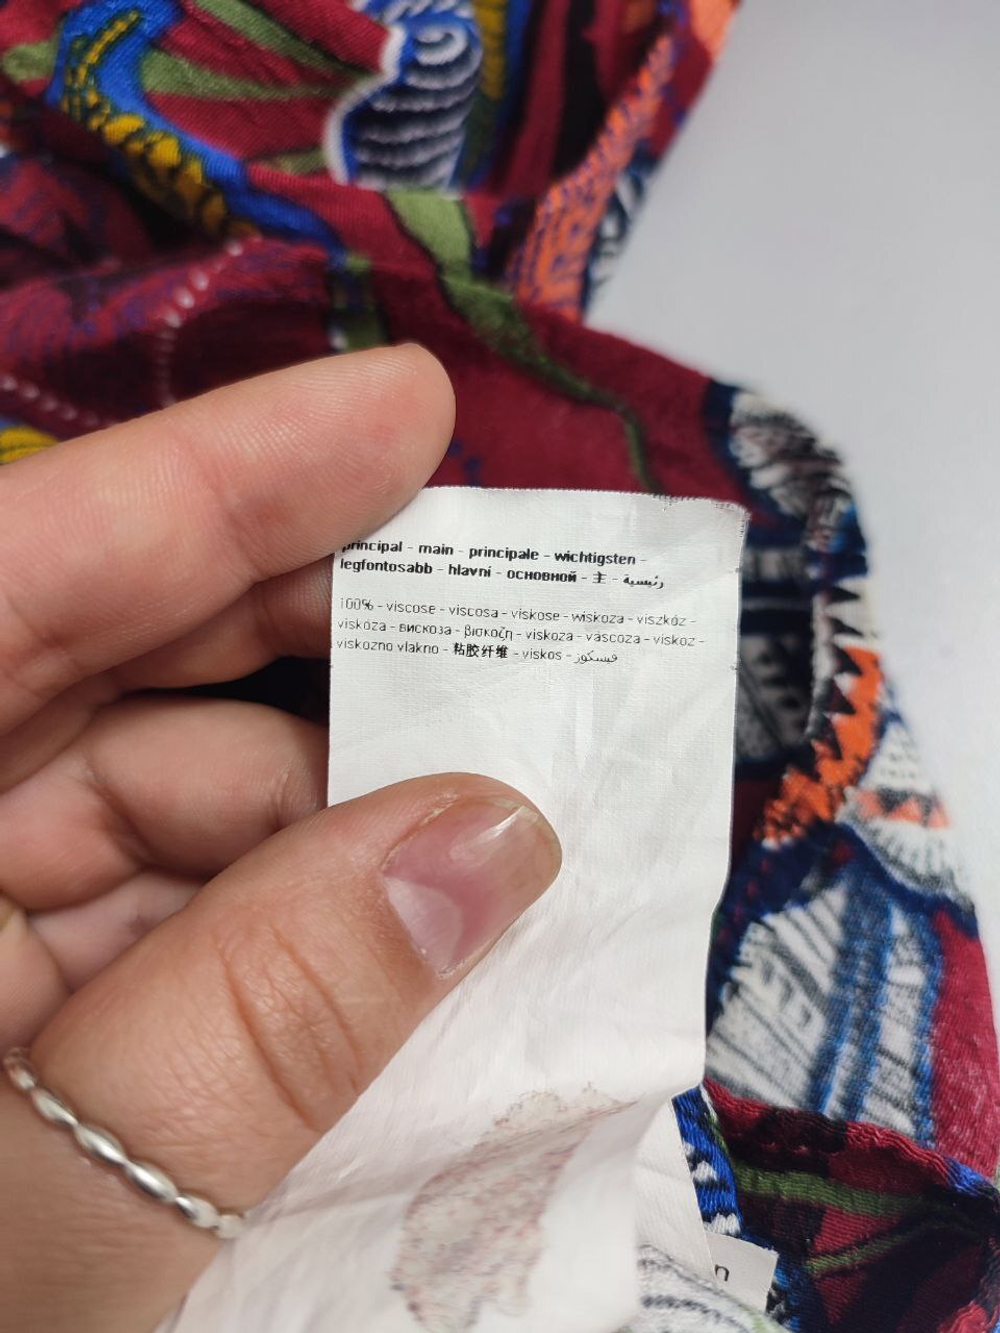 principal - main - principale - wichtigsten -
legfontosabb - hlavní - основной - 主 - رئيسية
100% - viscose - viscosa - viskose - wiskoza - viszkóz -
viskóza - вискоза - βισκοζη - viskoza - vascoza - viskoz -
viskozno vlakno - 粘胶纤维 - viskos - فيسكوز
n